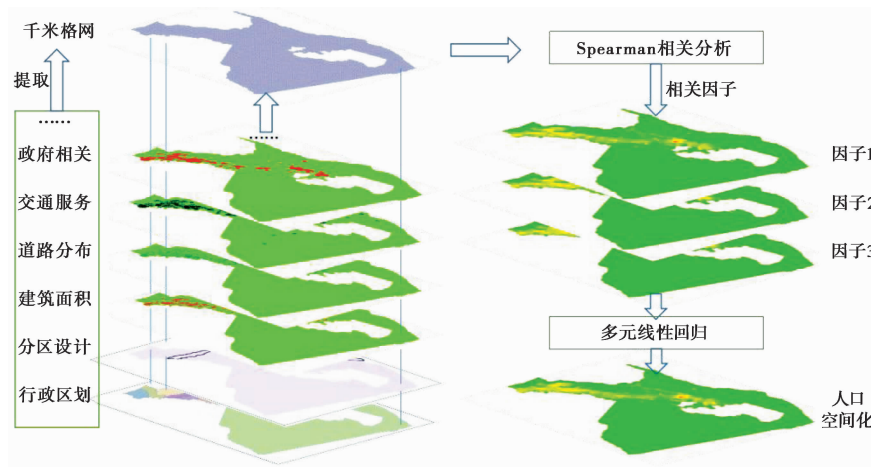 千米格网
提取
……
政府相关
交通服务
道路分布
建筑面积
分区设计
行政区划
……
Spearman相关分析
相关因子
因子1
因子2
因子3
多元线性回归
人口
空间化